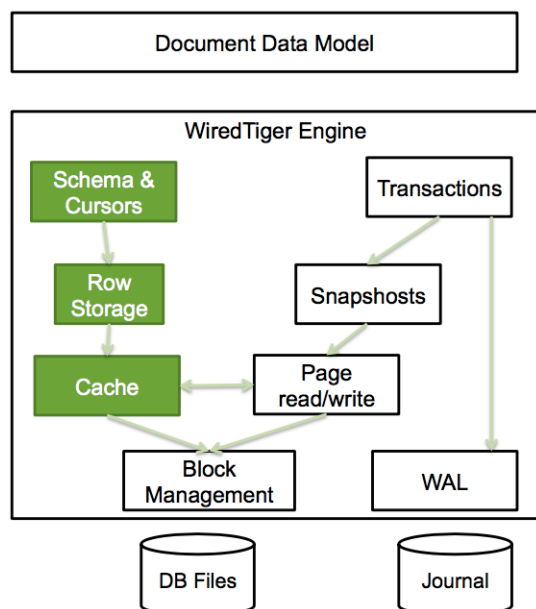 Document Data Model
WiredTiger Engine
Schema &
Cursors
Transactions
Row
Storage
Snapshosts
Cache
Page
read/write
Block
Management
WAL
DB Files
Journal